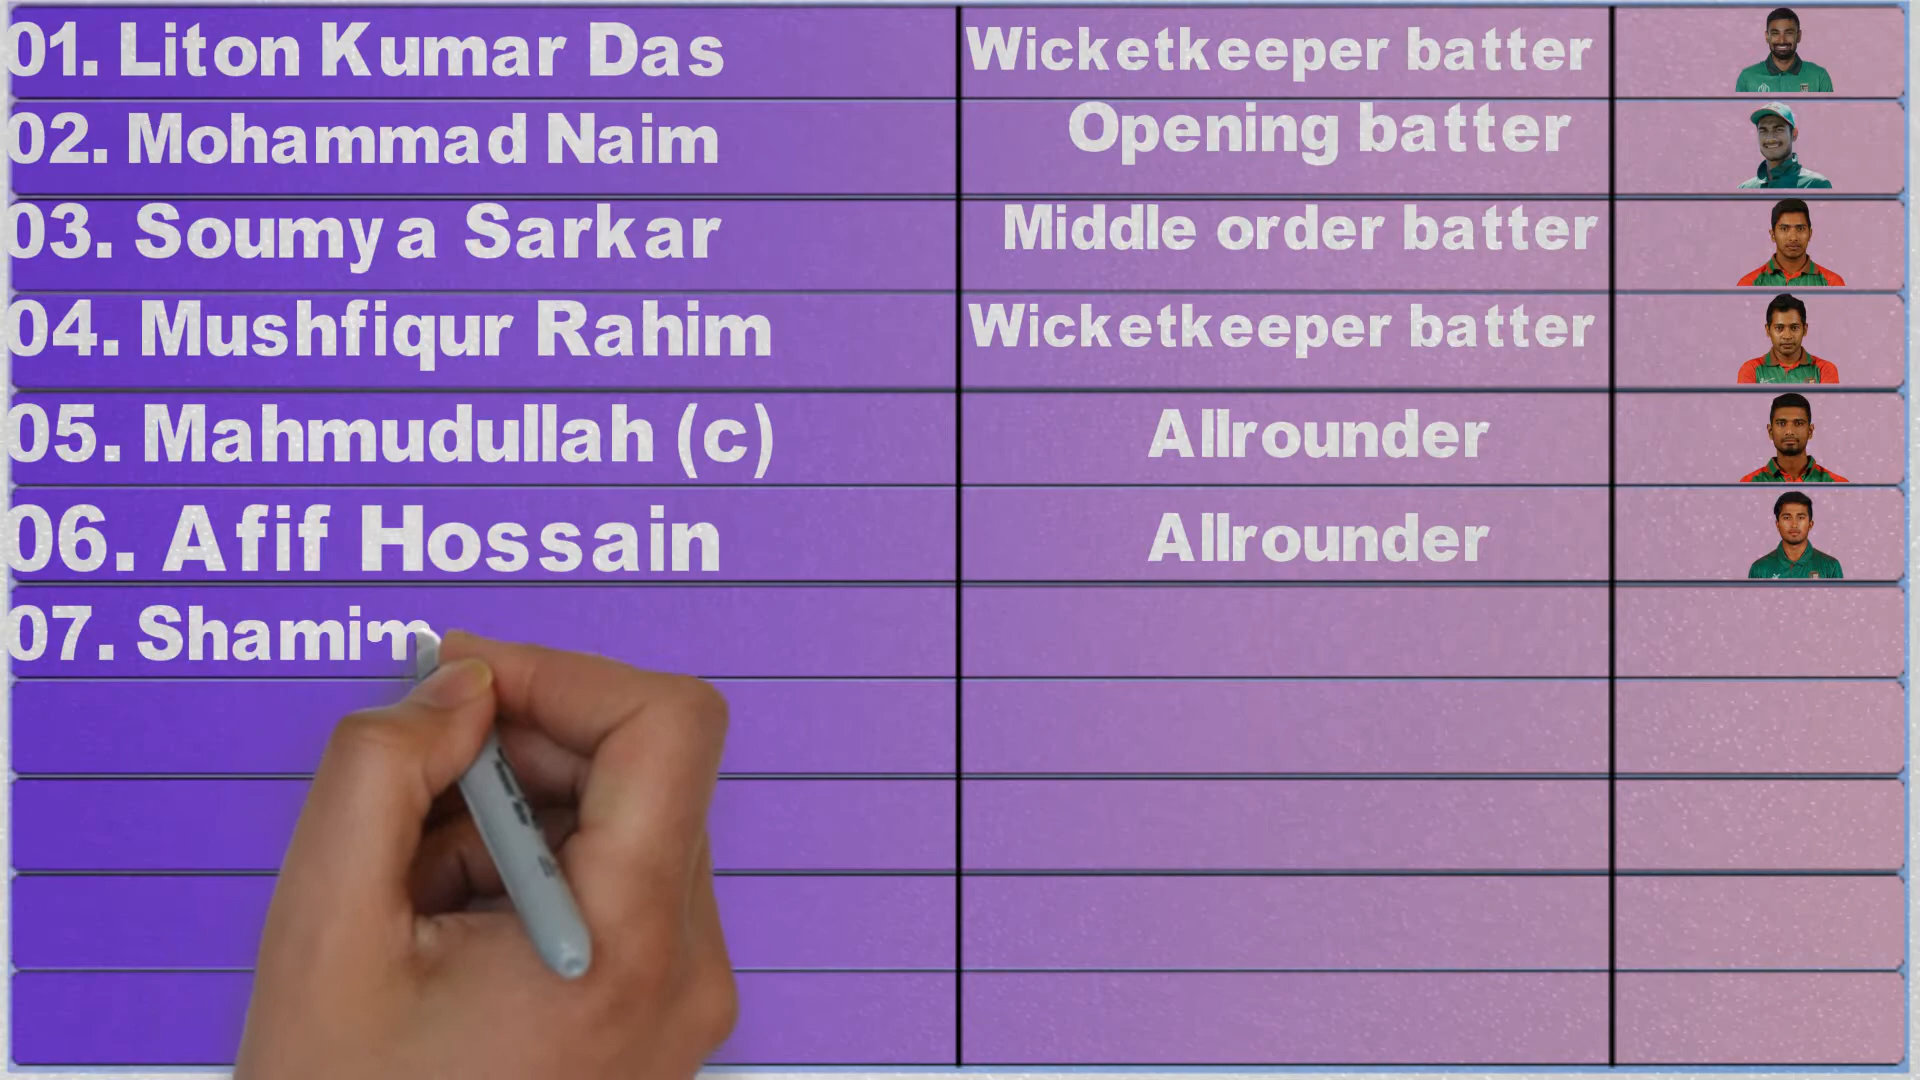 01. Liton Kumar Das Wicketkeeper batter
02. Mohammad Naim Opening batter
03. Soumya Sarkar Middle order batter
04. Mushfiqur Rahim Wicketkeeper batter
05. Mahmudullah (c) Allrounder
06. Afif Hossain Allrounder
07. Shamim